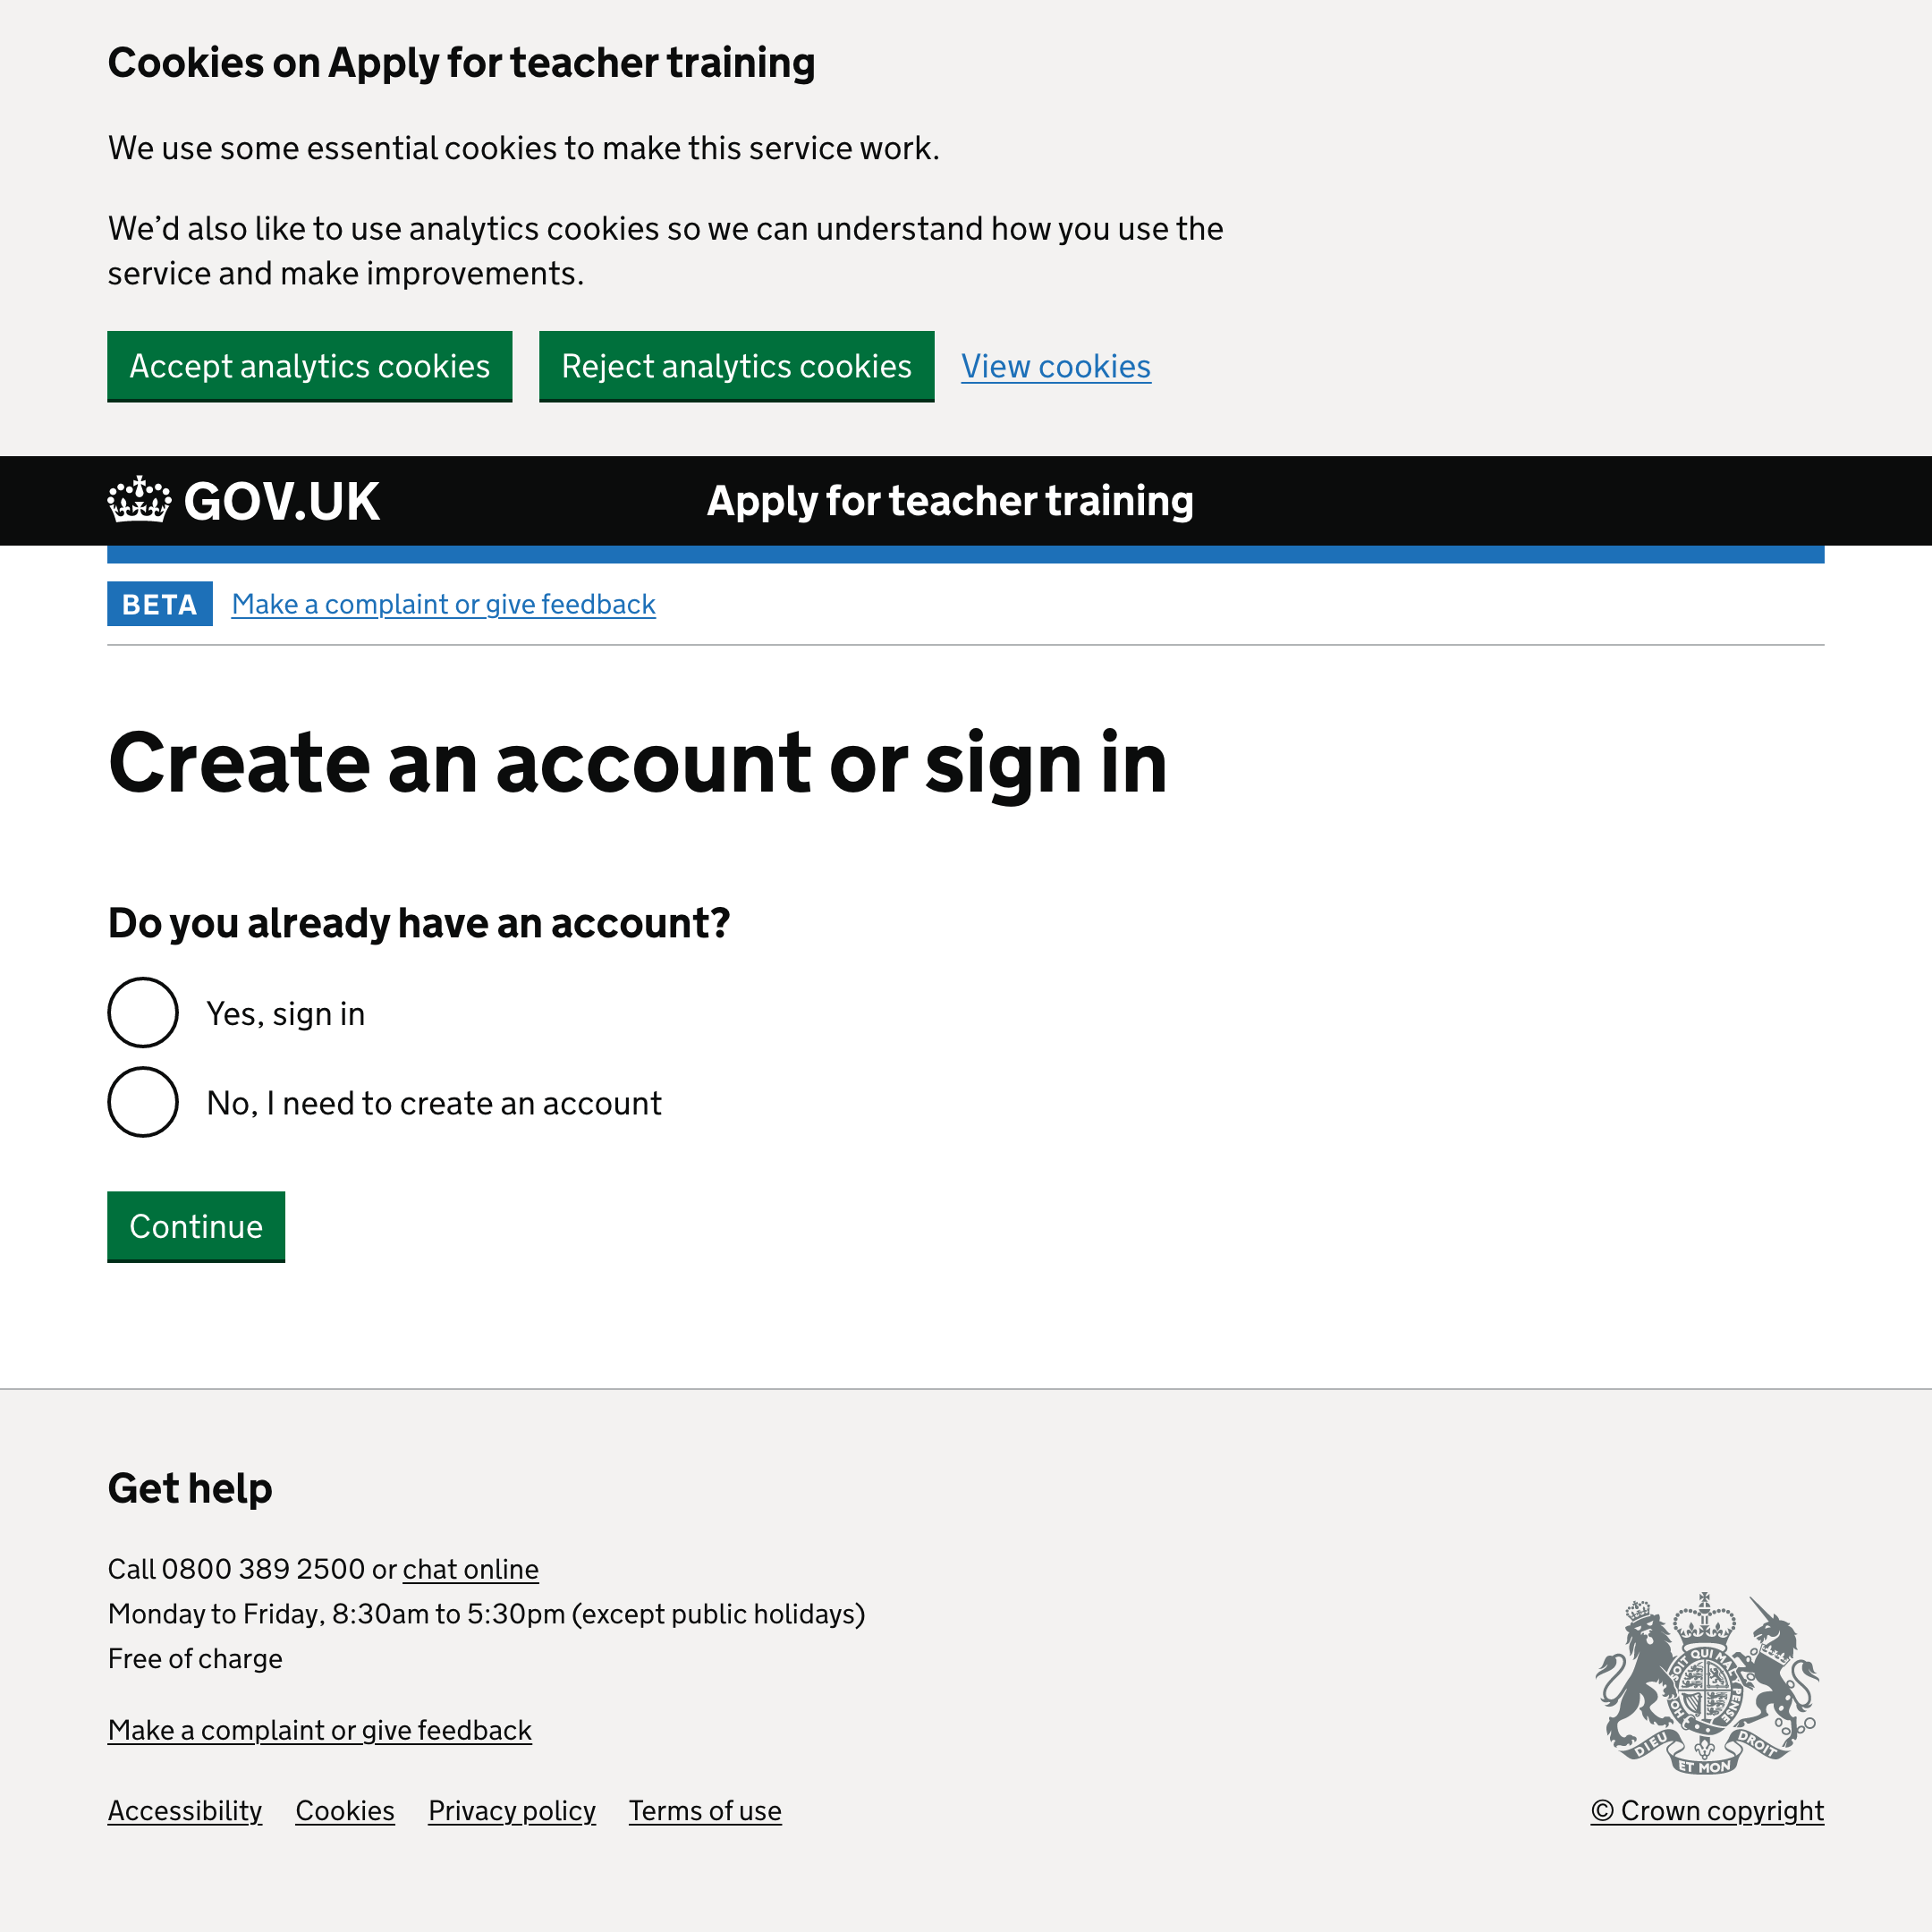 Cookies on Apply for teacher training
We use some essential cookies to make this service work.
We’d also like to use analytics cookies so we can understand how you use the
service and make improvements.
Accept analytics cookies
Reject analytics cookies
View cookies
GOV.UK
Apply for teacher training
BETA
Make a complaint or give feedback
Create an account or sign in
Do you already have an account?
Yes, sign in
No, I need to create an account
Continue
Get help
Call 0800 389 2500 or chat online
Monday to Friday, 8:30am to 5:30pm (except public holidays)
Free of charge
Make a complaint or give feedback
Accessibility
Cookies
Privacy policy
Terms of use
SOIT QUI MAL Y PENSE
DIEU ET MON DROIT
© Crown copyright